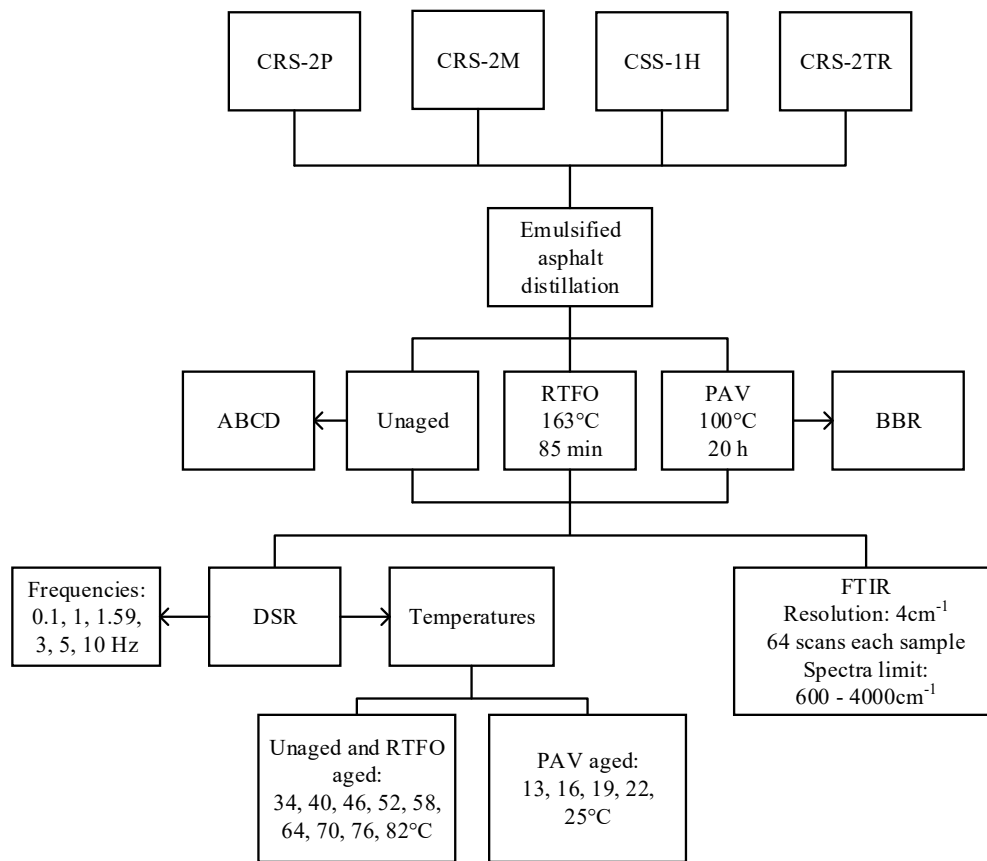 CRS-2P
CRS-2M
CSS-1H
CRS-2TR
Emulsified
asphalt
distillation
ABCD
Unaged
RTFO
163°C
85 min
PAV
100°C
20 h
BBR
Frequencies:
0.1, 1, 1.59,
3, 5, 10 Hz
DSR
Temperatures
FTIR
Resolution: 4cm⁻¹
64 scans each sample
Spectra limit:
600 - 4000cm⁻¹
Unaged and RTFO
aged:
34, 40, 46, 52, 58,
64, 70, 76, 82°C
PAV aged:
13, 16, 19, 22,
25°C